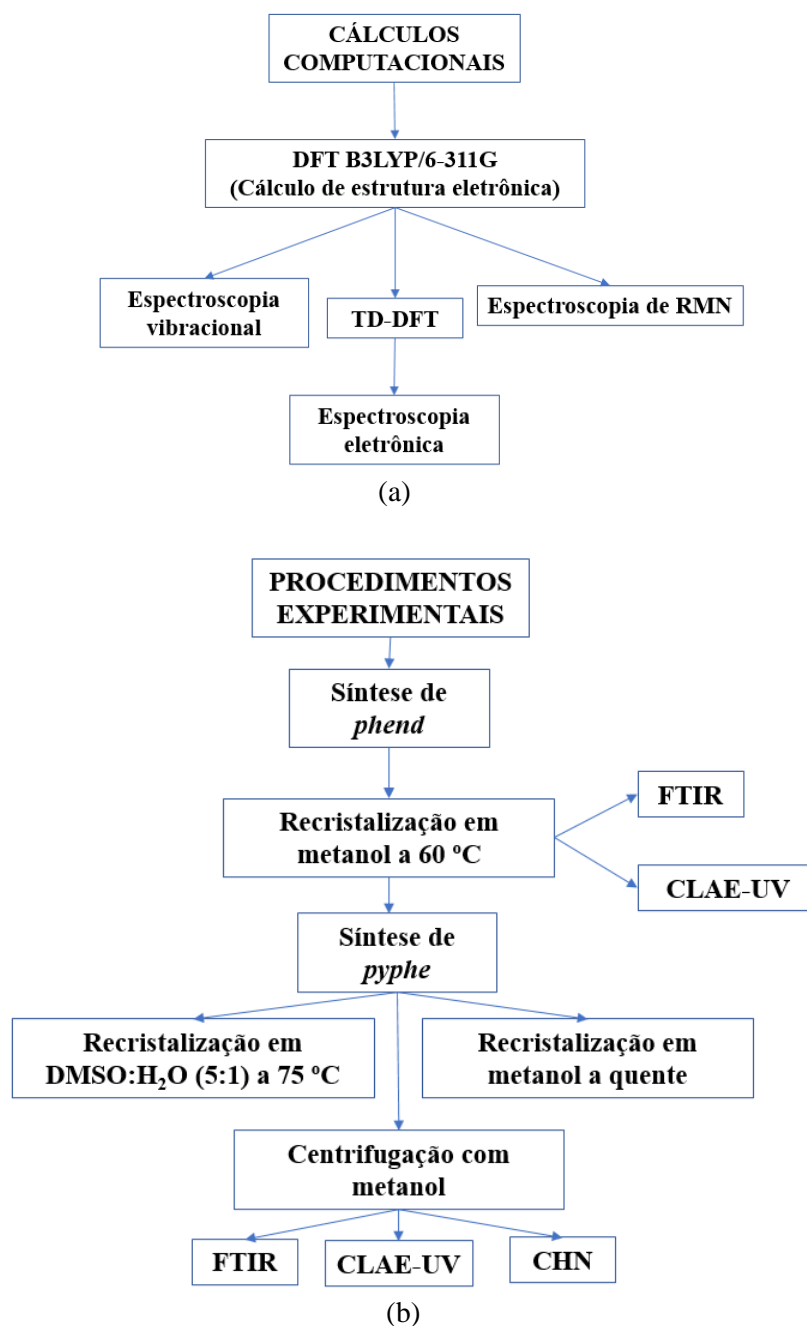 CÁLCULOS
COMPUTACIONAIS
DFT B3LYP/6-311G
(Cálculo de estrutura eletrônica)
Espectroscopia
vibracional
TD-DFT
Espectroscopia de RMN
Espectroscopia
eletrônica
(a)
PROCEDIMENTOS
EXPERIMENTAIS
Síntese de
phend
Recristalização em
metanol a 60 ºC
FTIR
CLAE-UV
Síntese de
pyphe
Recristalização em
DMSO:H₂O (5:1) a 75 ºC
Recristalização em
metanol a quente
Centrifugação com
metanol
FTIR
CLAE-UV
CHN
(b)